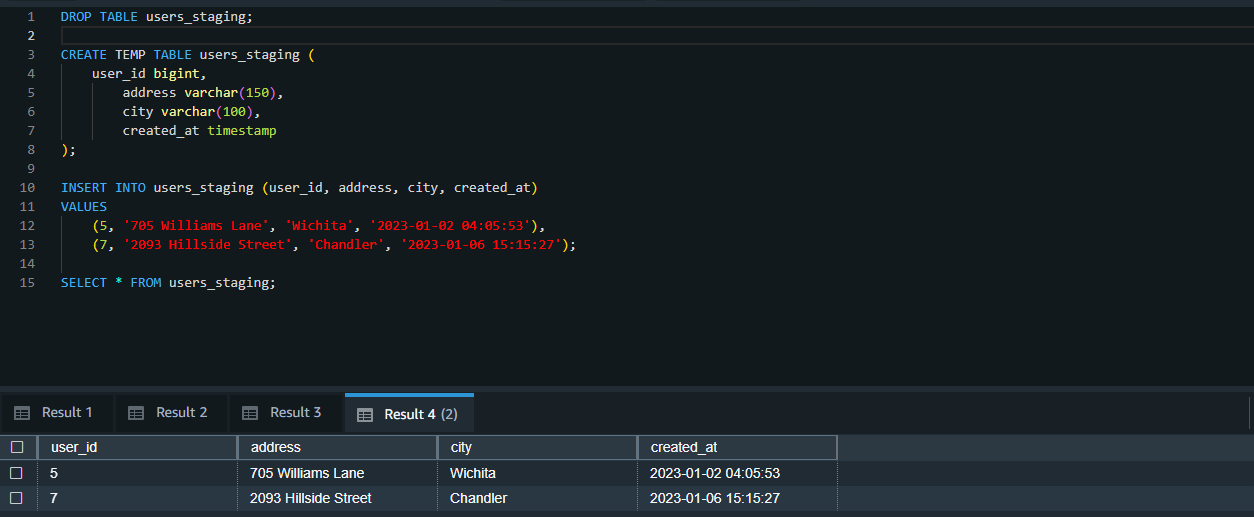 1 DROP TABLE users_staging;
2
3 CREATE TEMP TABLE users_staging (
4 user_id bigint,
5 address varchar(150),
6 city varchar(100),
7 created_at timestamp
8 );
9
10 INSERT INTO users_staging (user_id, address, city, created_at)
11 VALUES
12 (5, '705 Williams Lane', 'Wichita', '2023-01-02 04:05:53'),
13 (7, '2093 Hillside Street', 'Chandler', '2023-01-06 15:15:27');
14
15 SELECT * FROM users_staging;
Result 1 Result 2 Result 3 Result 4 (2)
user_id address city created_at
5 705 Williams Lane Wichita 2023-01-02 04:05:53
7 2093 Hillside Street Chandler 2023-01-06 15:15:27